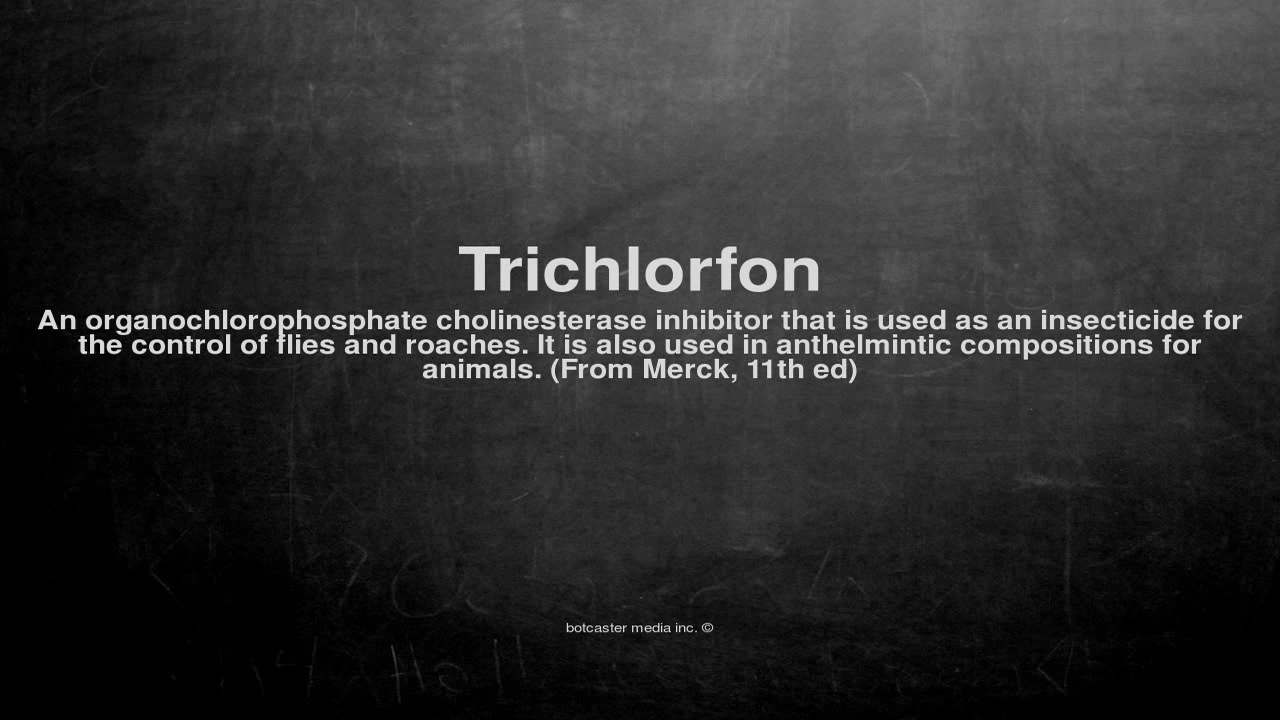 Trichlorfon
An organochlorophosphate cholinesterase inhibitor that is used as an insecticide for
the control of flies and roaches. It is also used in anthelmintic compositions for
animals. (From Merck, 11th ed)
botcaster media inc. ©